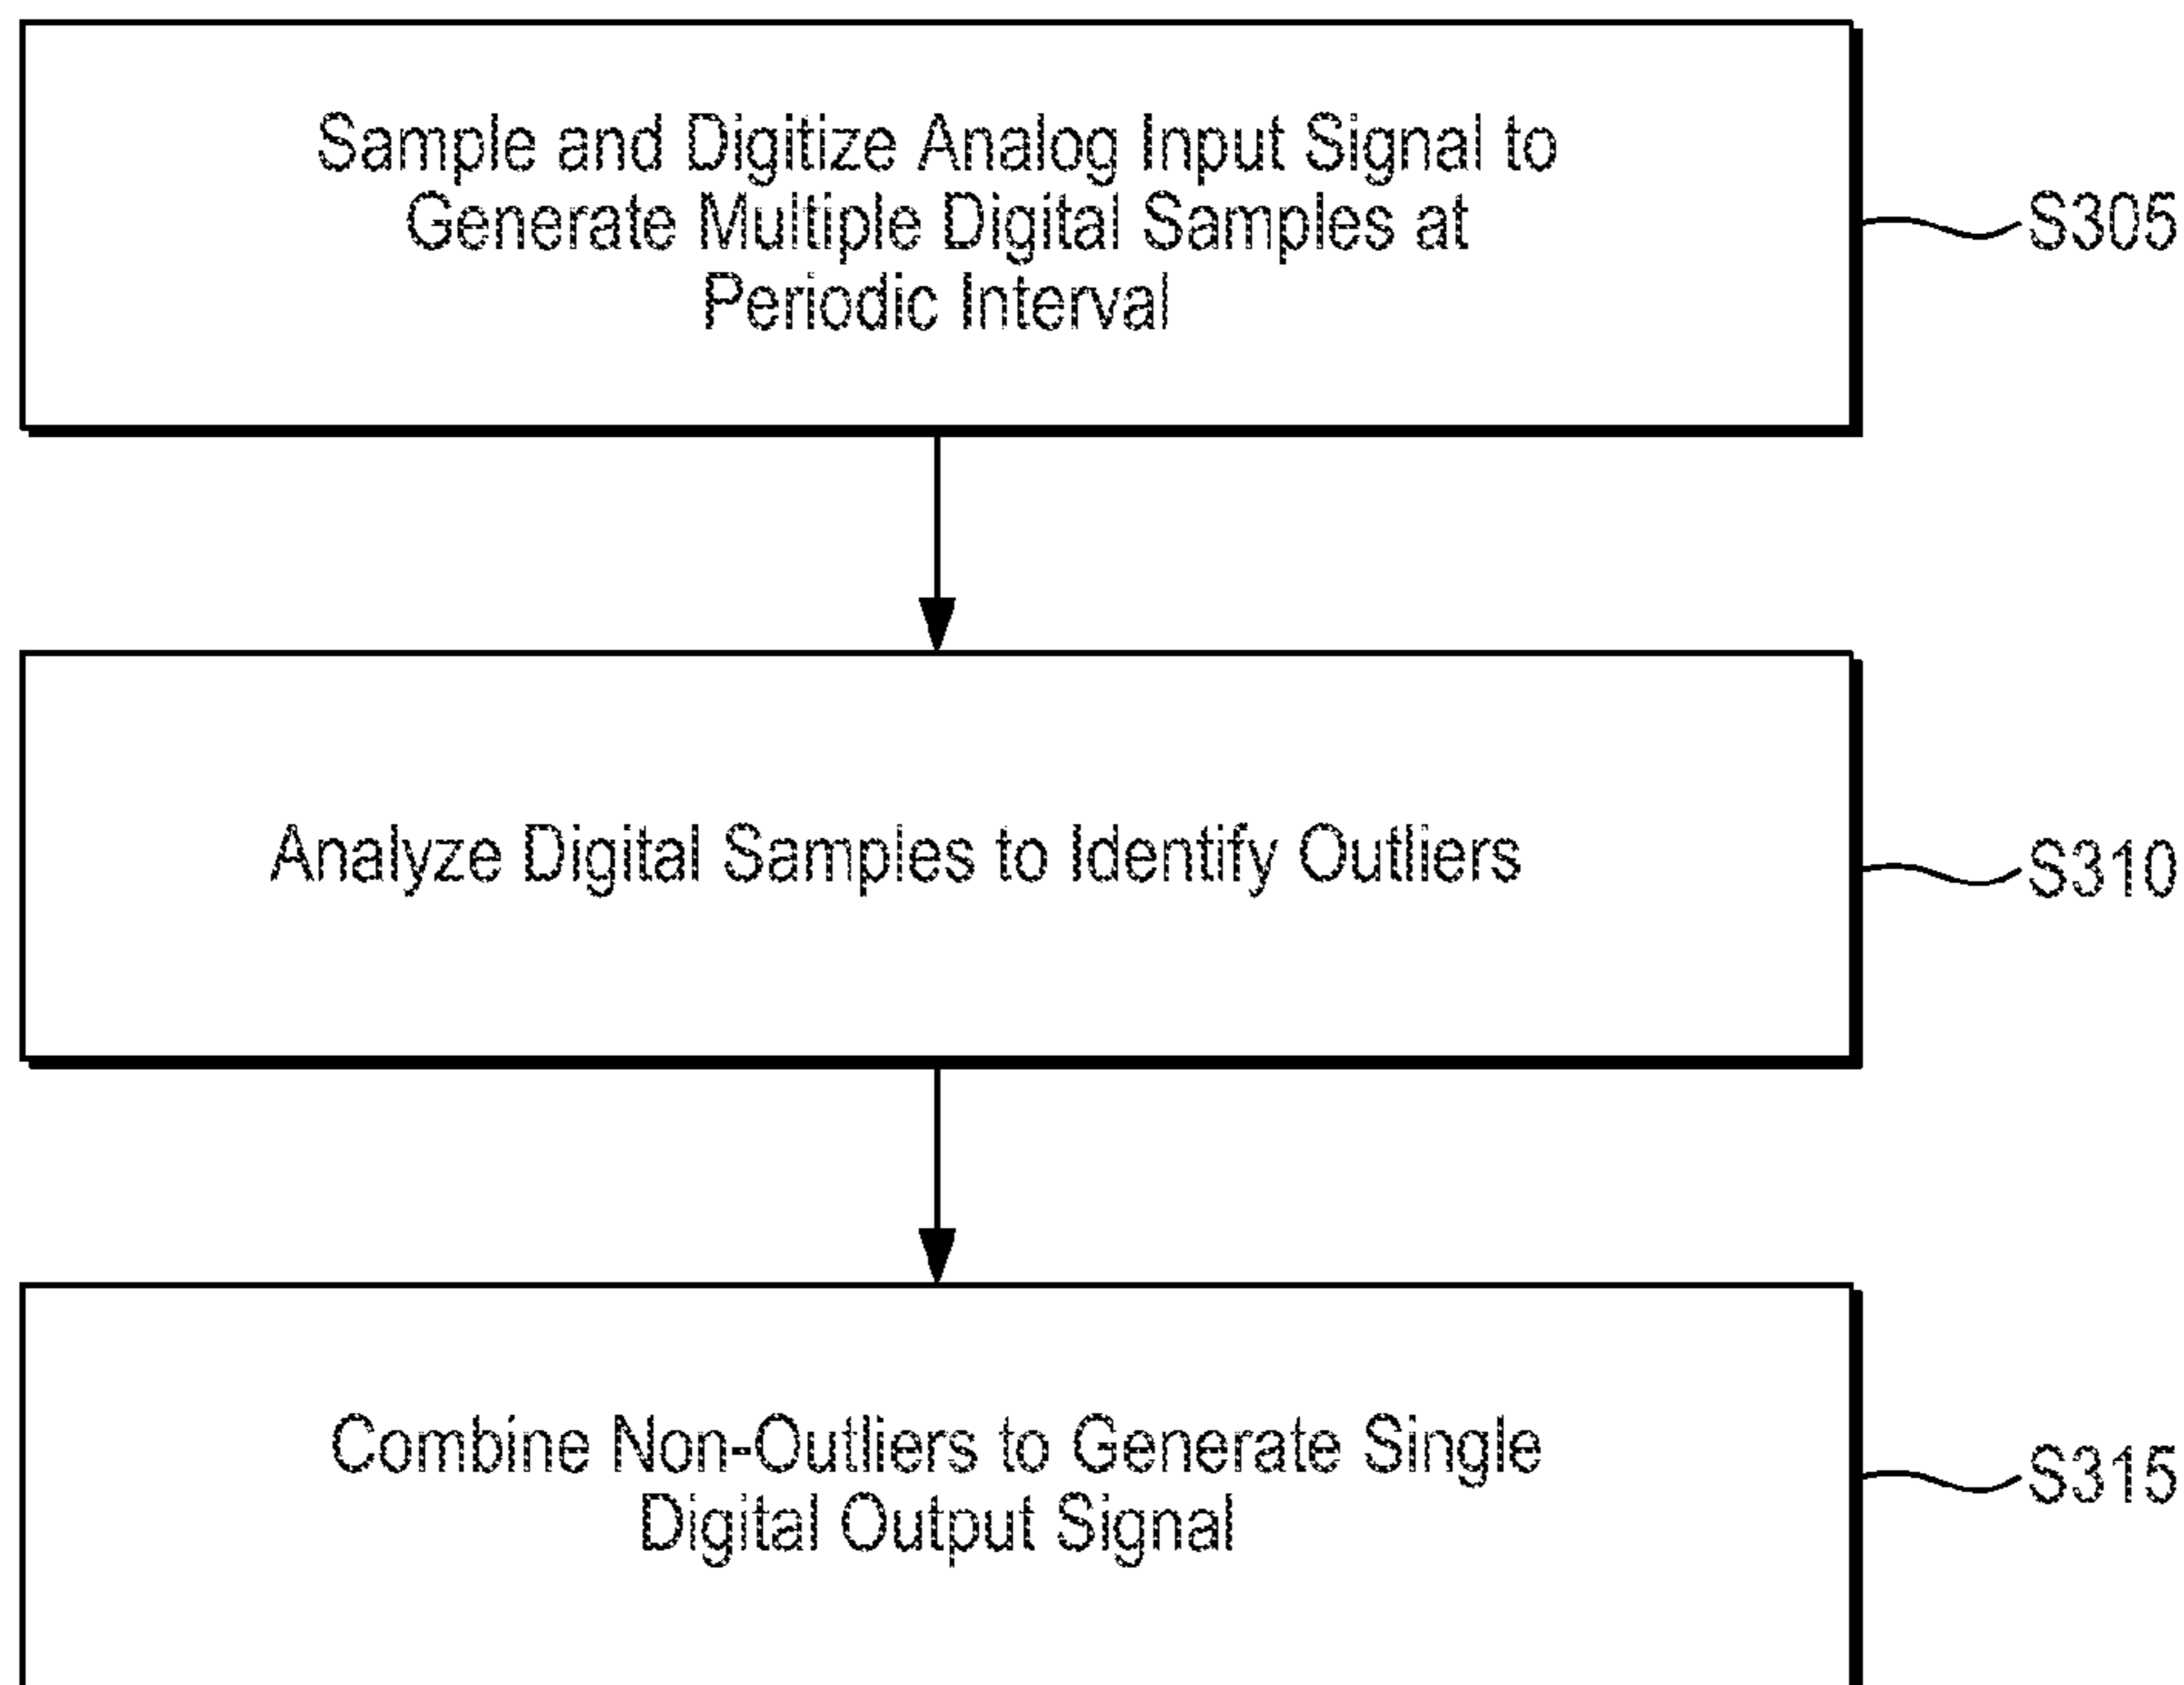 Sample and Digitize Analog Input Signal to
Generate Multiple Digital Samples at
Periodic Interval
S305
Analyze Digital Samples to Identify Outliers
S310
Combine Non-Outliers to Generate Single
Digital Output Signal
S315